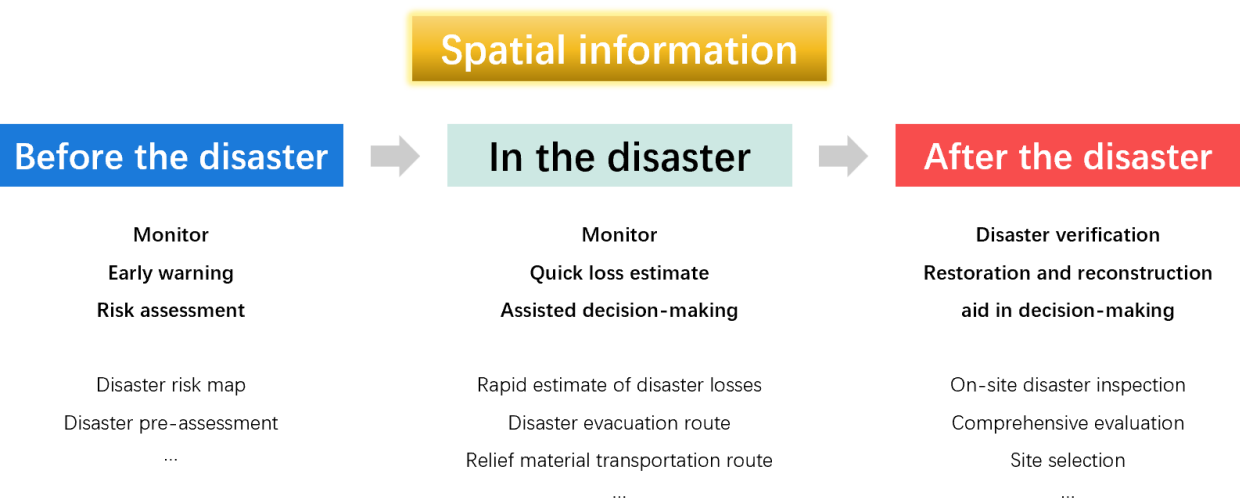 Spatial information
Before the disaster
In the disaster
After the disaster
Monitor
Early warning
Risk assessment
Disaster risk map
Disaster pre-assessment
...
Monitor
Quick loss estimate
Assisted decision-making
Rapid estimate of disaster losses
Disaster evacuation route
Relief material transportation route
...
Disaster verification
Restoration and reconstruction
aid in decision-making
On-site disaster inspection
Comprehensive evaluation
Site selection
...